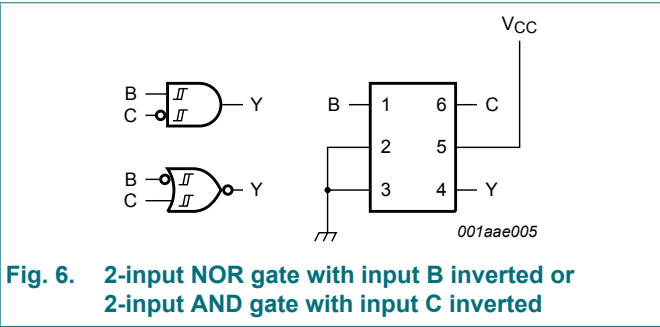 VCC
B
C
Y
B
C
Y
B 1 6 C
2 5
3 4 Y
001aae005
Fig. 6. 2-input NOR gate with input B inverted or
2-input AND gate with input C inverted